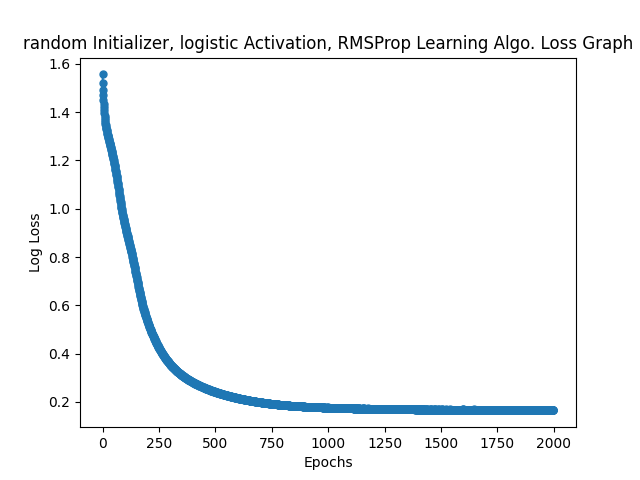 random Initializer, logistic Activation, RMSProp Learning Algo. Loss Graph
1.6
1.4
1.2
1.0
0.8
0.6
0.4
0.2
Log Loss
0 250 500 750 1000 1250 1500 1750 2000
Epochs